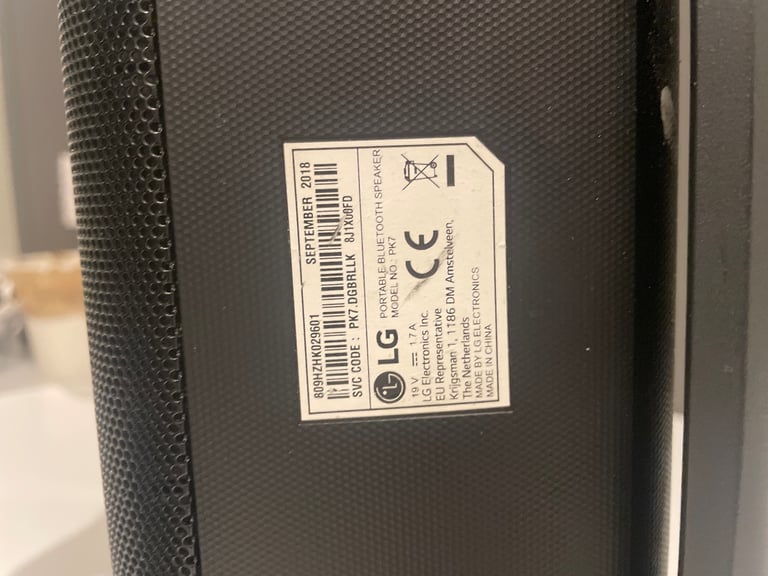 809HZHK029601 SEPTEMBER 2018
SVC CODE : PK7.DGBRLLK 8J1X00FD
LG PORTABLE BLUETOOTH SPEAKER
MODEL NO.: PK7
19 V ⎓ 1.7 A
LG Electronics Inc.
EU Representative
Krijgsman 1, 1186 DM Amstelveen,
The Netherlands
MADE BY LG ELECTRONICS
MADE IN CHINA
CE